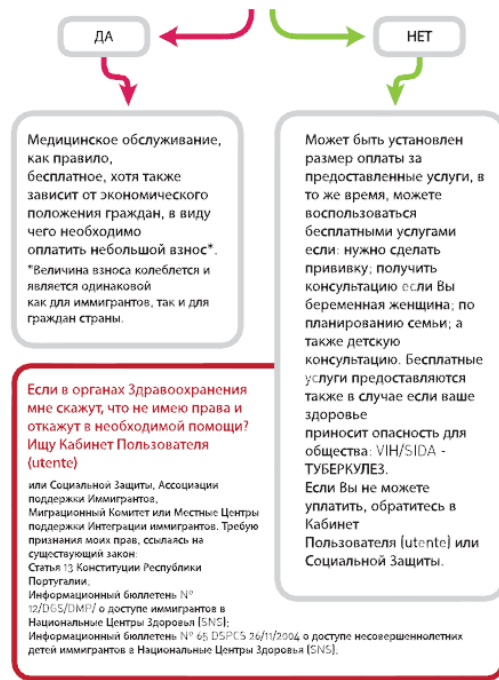 ДА
НЕТ
Медицинское обслуживание,
как правило,
бесплатное, хотя также
зависит от экономического
положения граждан, в виду
чего необходимо
оплатить небольшой взнос*.
*Величина взноса колеблется и
является одинаковой
как для иммигрантов, так и для
граждан страны.
Может быть установлен
размер оплаты за
предоставленные услуги, в
то же время, можете
воспользоваться
бесплатными услугами
если: нужно сделать
прививку; получить
консультацию если Вы
беременная женщина; по
планированию семьи; а
также детскую
консультацию. Бесплатные
услуги предоставляются
также в случае если ваше
здоровье
приносит опасность для
общества: VIH/SIDA -
ТУБЕРКУЛЕЗ.
Если Вы не можете
уплатить, обратитесь в
Кабинет
Пользователя (utente) или
Социальной Защиты.
Если в органах Здравоохранения
мне скажут, что не имею права и
откажут в необходимой помощи?
Ищу Кабинет Пользователя
(utente)
или Социальной Защиты, Ассоциации
поддержки Иммигрантов,
Миграционный Комитет или Местные Центры
поддержки Интеграции иммигрантов. Требую
признания моих прав, ссылаясь на
существующий закон:
Статья 13 Конституции Республики
Португалии,
Информационный бюллетень Nº
12/DGS/DMP/ о доступе иммигрантов в
Национальные Центры Здоровья (SNS);
Информационный бюллетень Nº 65 DSPCS 26/11/2004 о доступе несовершеннолетних
детей иммигрантов в Национальные Центры Здоровья (SNS);